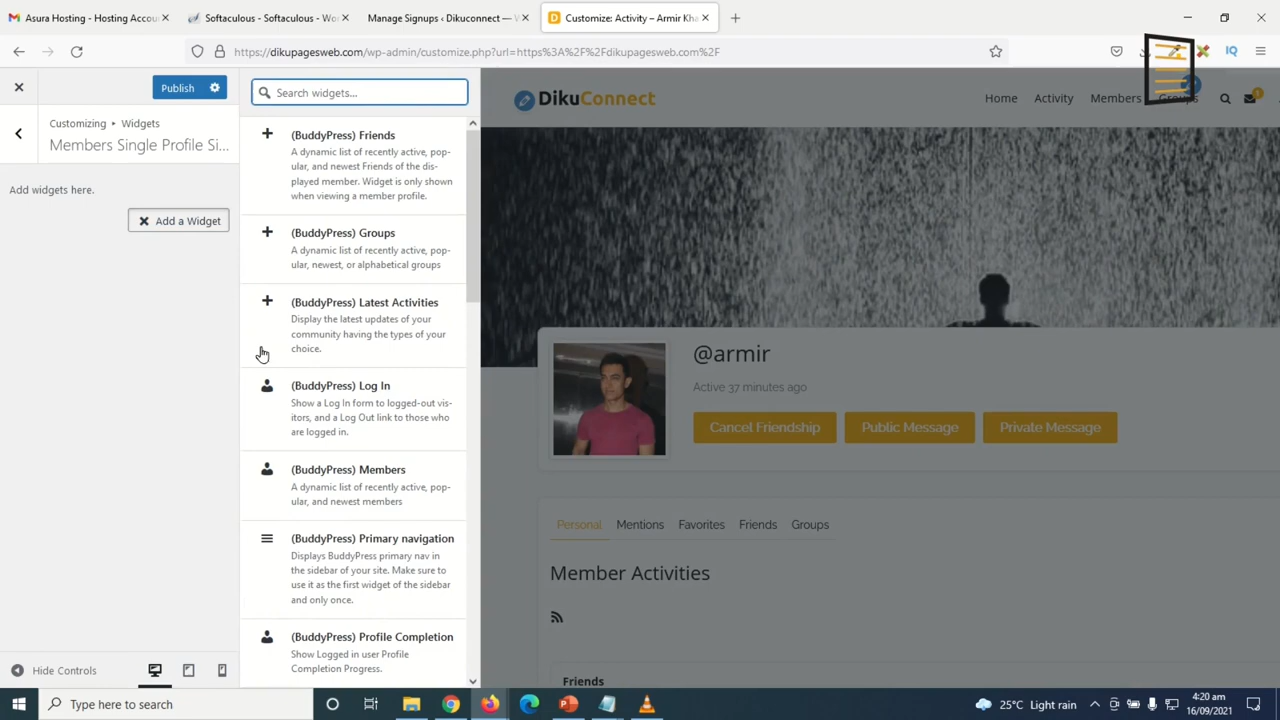 Asura Hosting - Hosting Accou
Softaculous - Softaculous - Wo
Manage Signups ‹ Dikuconnect — W
Customize: Activity – Armir Kha
https://dikupagesweb.com/wp-admin/customize.php?url=https%3A%2F%2Fdikupagesweb.com%2F
IQ
Publish
Search widgets...
Customizing ▸ Widgets
Members Single Profile Si...
Add widgets here.
Add a Widget
(BuddyPress) Friends
A dynamic list of recently active, pop-
ular, and newest Friends of the dis-
played member. Widget is only shown
when viewing a member profile.
(BuddyPress) Groups
A dynamic list of recently active, pop-
ular, newest, or alphabetical groups
(BuddyPress) Latest Activities
Display the latest updates of your
community having the types of your
choice.
(BuddyPress) Log In
Show a Log In form to logged-out vis-
itors, and a Log Out link to those who
are logged in.
(BuddyPress) Members
A dynamic list of recently active, pop-
ular, and newest members
(BuddyPress) Primary navigation
Displays BuddyPress primary nav in
the sidebar of your site. Make sure to
use it as the first widget of the sidebar
and only once.
(BuddyPress) Profile Completion
Show Logged in user Profile
Completion Progress.
Hide Controls
DikuConnect
Home Activity Members Groups
1
@armir
Active 37 minutes ago
Cancel Friendship Public Message Private Message
Personal Mentions Favorites Friends Groups
Member Activities
Friends
Type here to search
25°C Light rain
4:20 am
16/09/2021